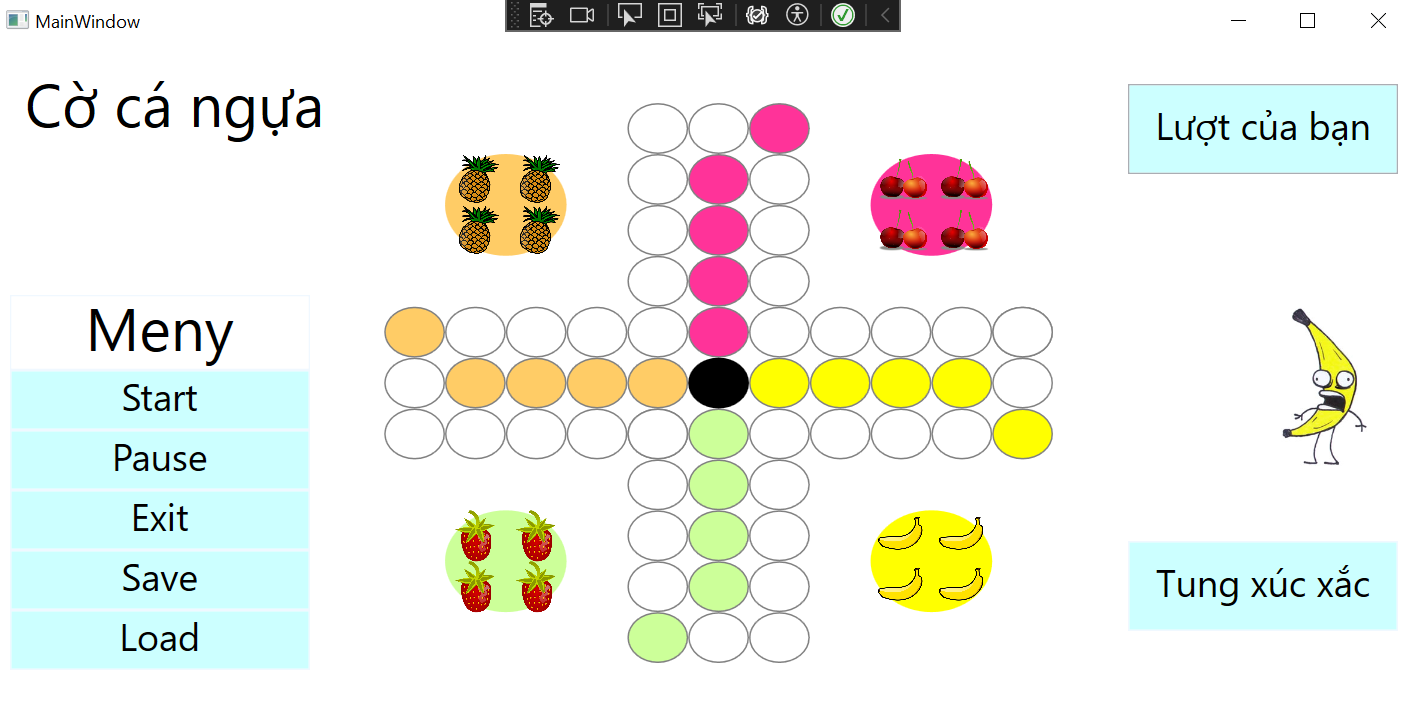 MainWindow
Cờ cá ngựa
Lượt của bạn
Meny
Start
Pause
Exit
Save
Load
Tung xúc xắc